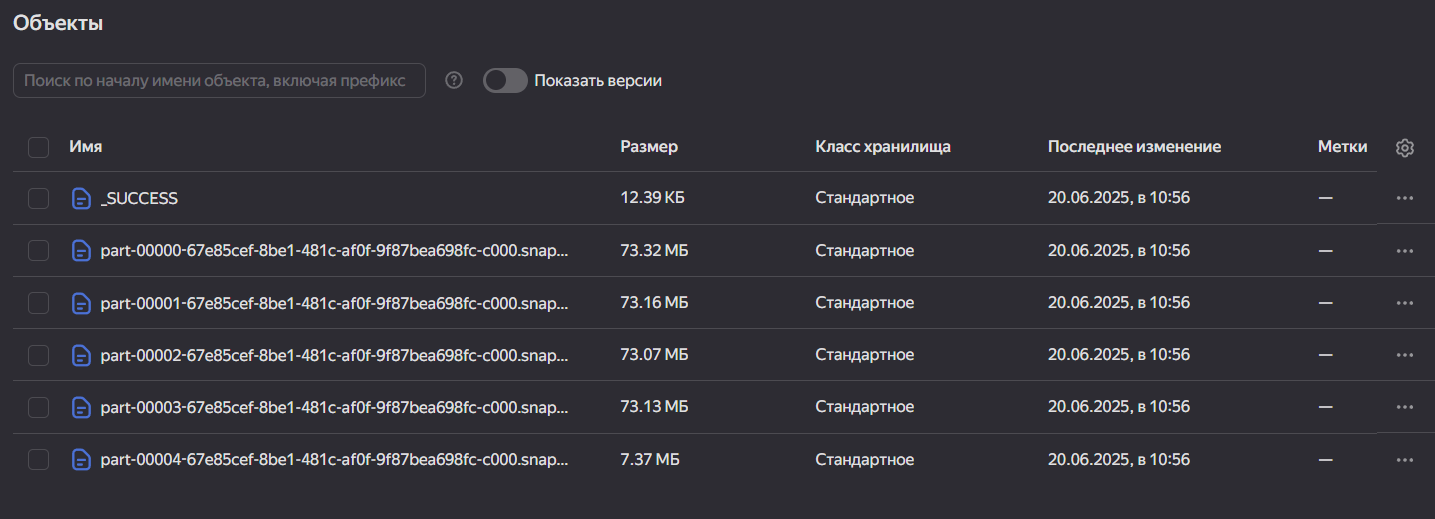 Объекты
Поиск по началу имени объекта, включая префикс ? Показать версии
Имя Размер Класс хранилища Последнее изменение Метки
_SUCCESS 12.39 КБ Стандартное 20.06.2025, в 10:56 —
part-00000-67e85cef-8be1-481c-af0f-9f87bea698fc-c000.snap... 73.32 МБ Стандартное 20.06.2025, в 10:56 —
part-00001-67e85cef-8be1-481c-af0f-9f87bea698fc-c000.snap... 73.16 МБ Стандартное 20.06.2025, в 10:56 —
part-00002-67e85cef-8be1-481c-af0f-9f87bea698fc-c000.snap... 73.07 МБ Стандартное 20.06.2025, в 10:56 —
part-00003-67e85cef-8be1-481c-af0f-9f87bea698fc-c000.snap... 73.13 МБ Стандартное 20.06.2025, в 10:56 —
part-00004-67e85cef-8be1-481c-af0f-9f87bea698fc-c000.snap... 7.37 МБ Стандартное 20.06.2025, в 10:56 —